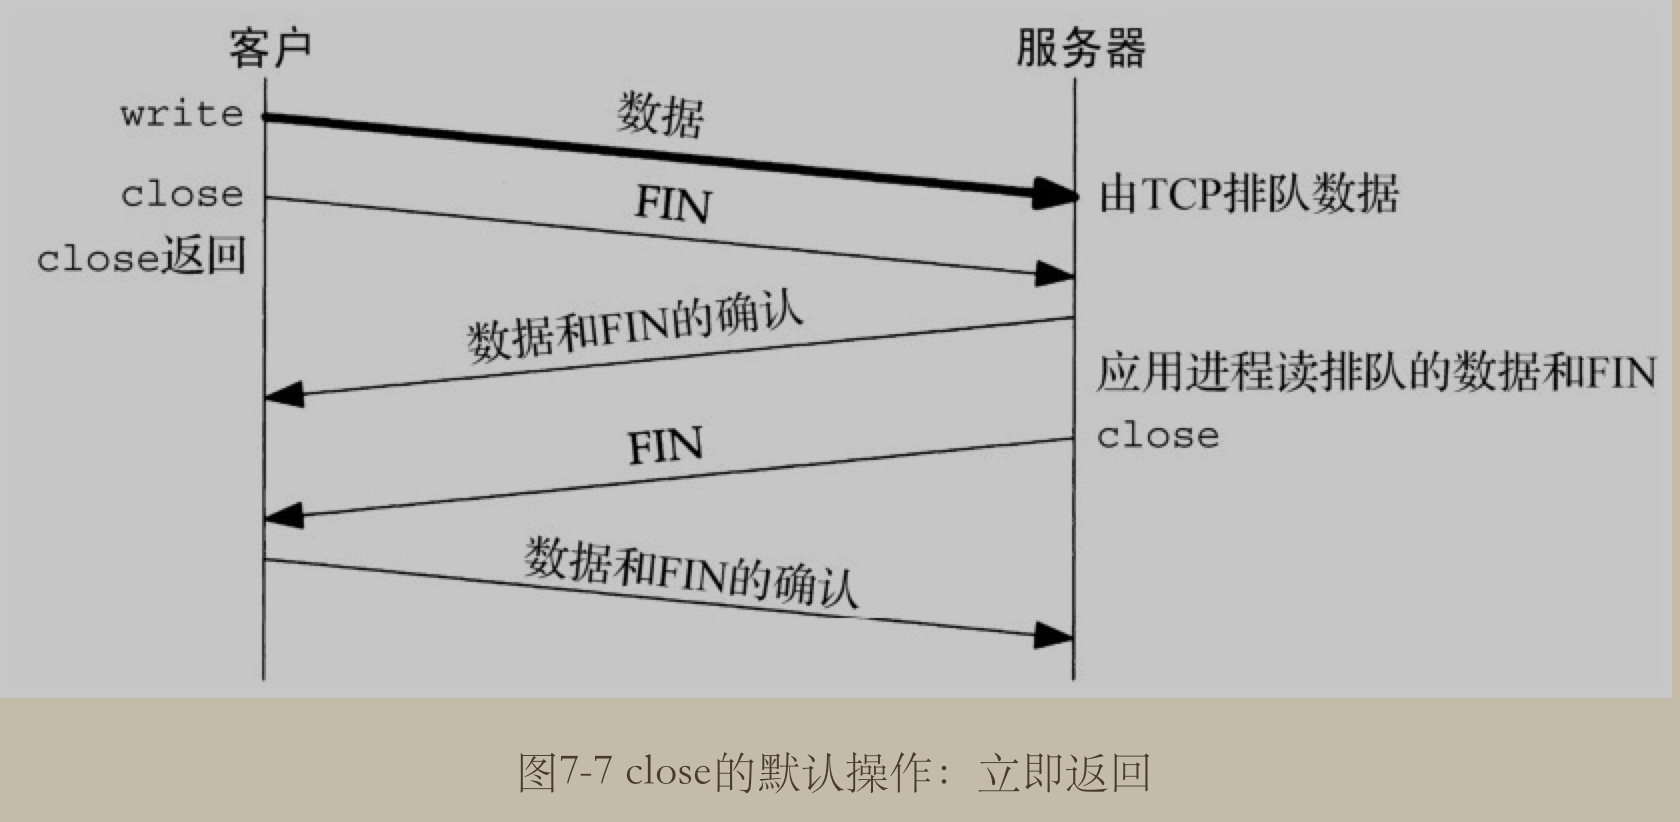 客户
服务器
write
数据
close
FIN
由TCP排队数据
close返回
数据和FIN的确认
应用进程读排队的数据和FIN
FIN
close
数据和FIN的确认
图7-7 close的默认操作：立即返回